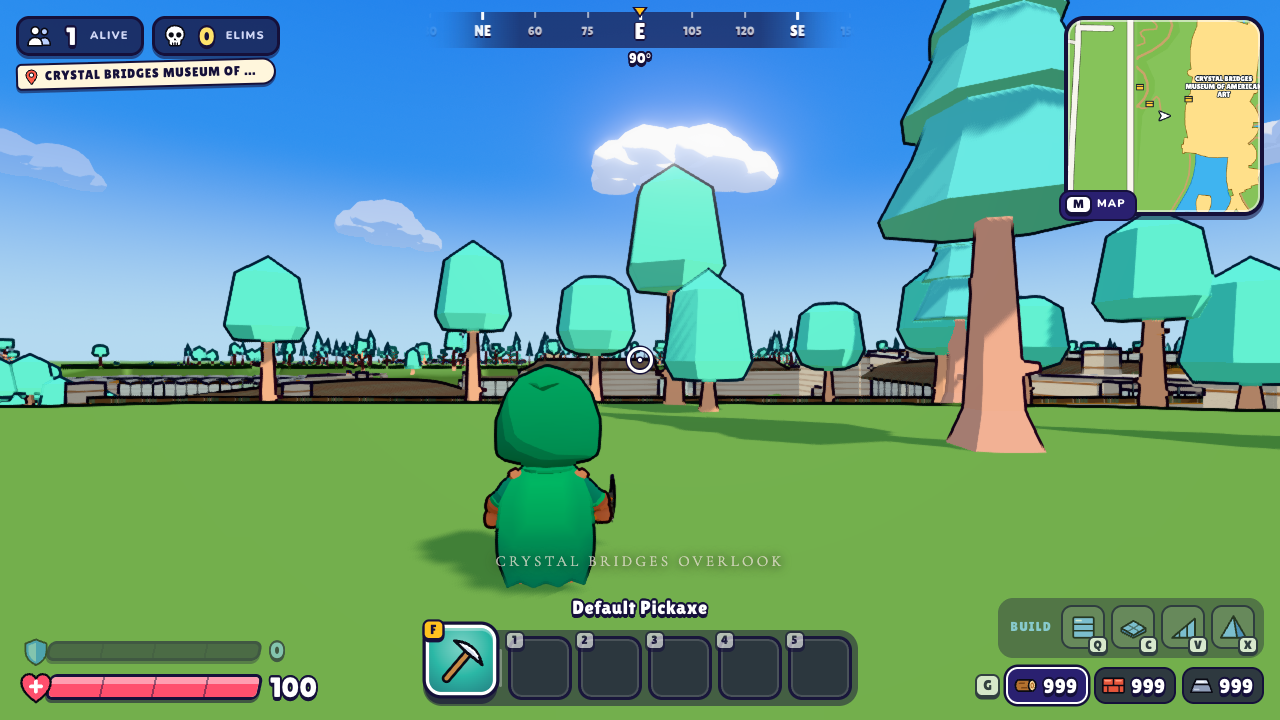 1 ALIVE
0 ELIMS
CRYSTAL BRIDGES MUSEUM OF ...
NE 60 75 E 105 120 SE
90°
CRYSTAL BRIDGES
MUSEUM OF AMERICAN
ART
M MAP
CRYSTAL BRIDGES OVERLOOK
Default Pickaxe
F 1 2 3 4 5
0
100
BUILD Q C V X
G 999 999 999